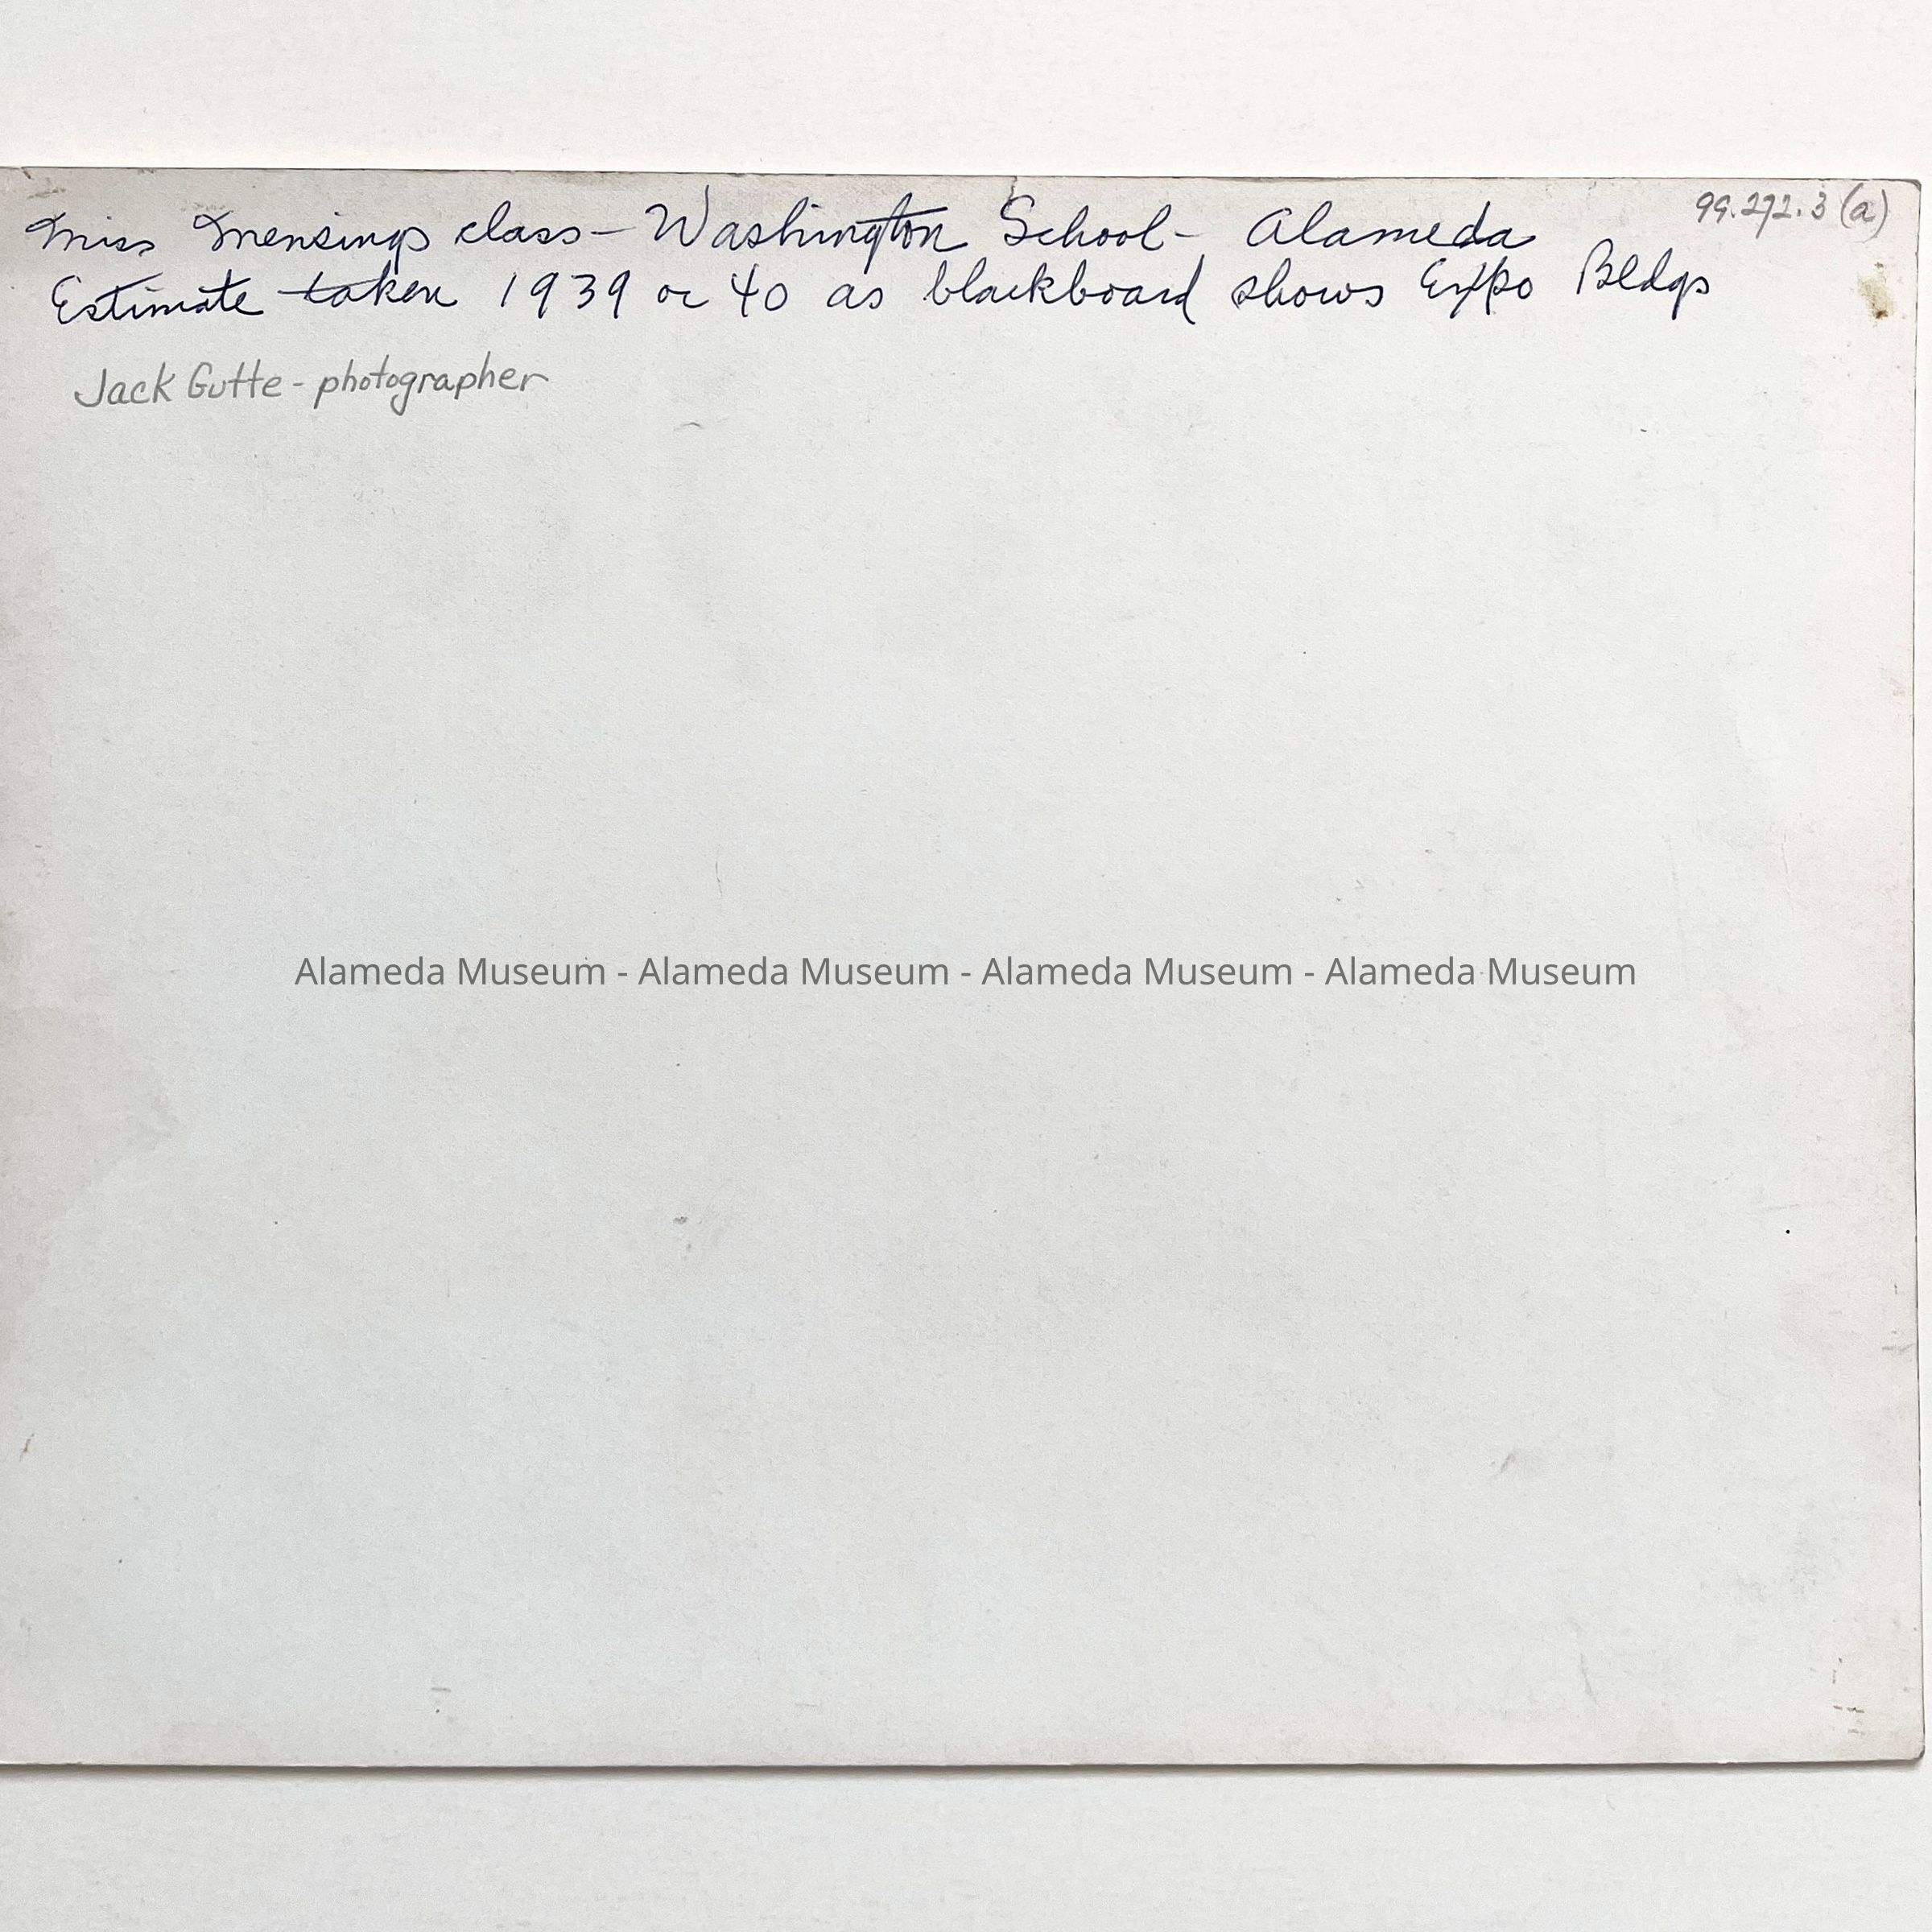 Miss Mensings class - Washington School - Alameda
99.272.3 (a)
Estimate taken 1939 or 40 as blackboard shows Expo Bldgs
Jack Gutte - photographer
Alameda Museum - Alameda Museum - Alameda Museum - Alameda Museum